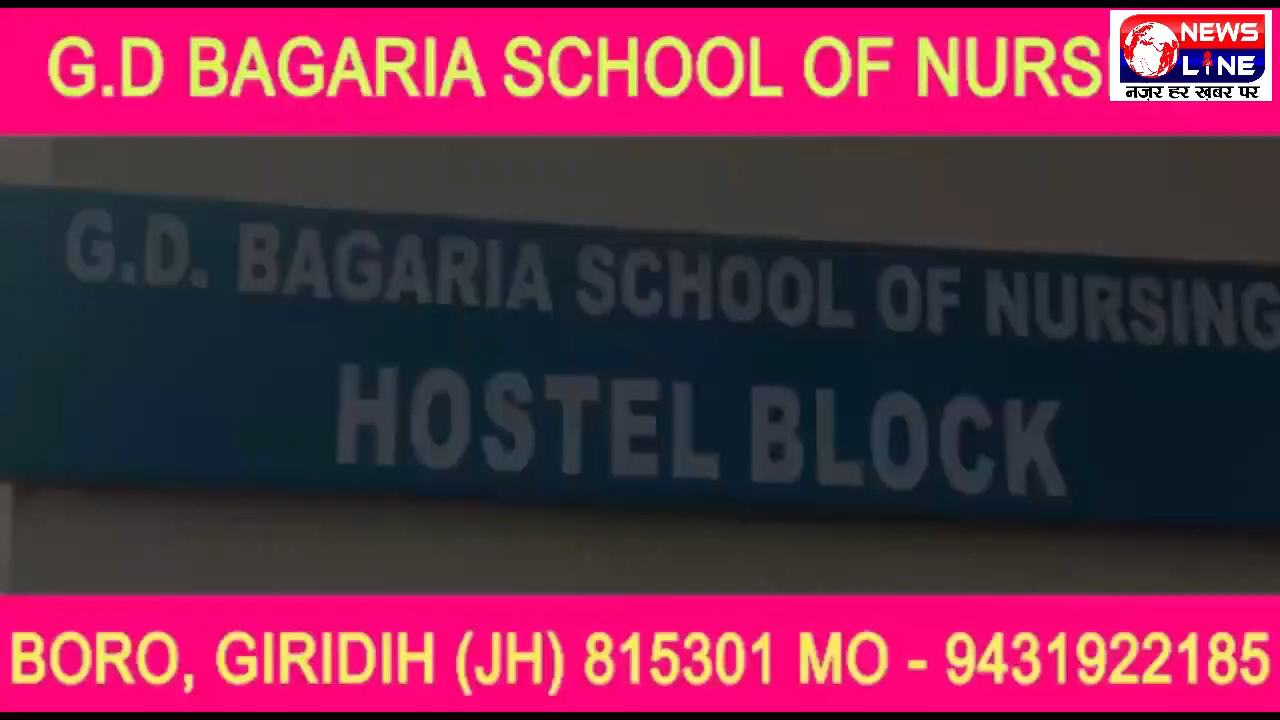 G.D BAGARIA SCHOOL OF NURS
NEWS
LINE
नज़र हर ख़बर पर
G.D. BAGARIA SCHOOL OF NURSING
HOSTEL BLOCK
BORO, GIRIDIH (JH) 815301 MO - 9431922185